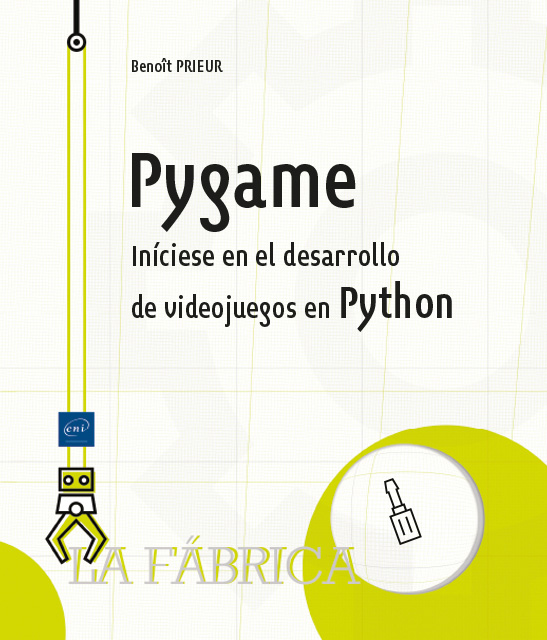 Benoît PRIEUR
Pygame
Iníciese en el desarrollo
de videojuegos en Python
eni
LA FÁBRICA